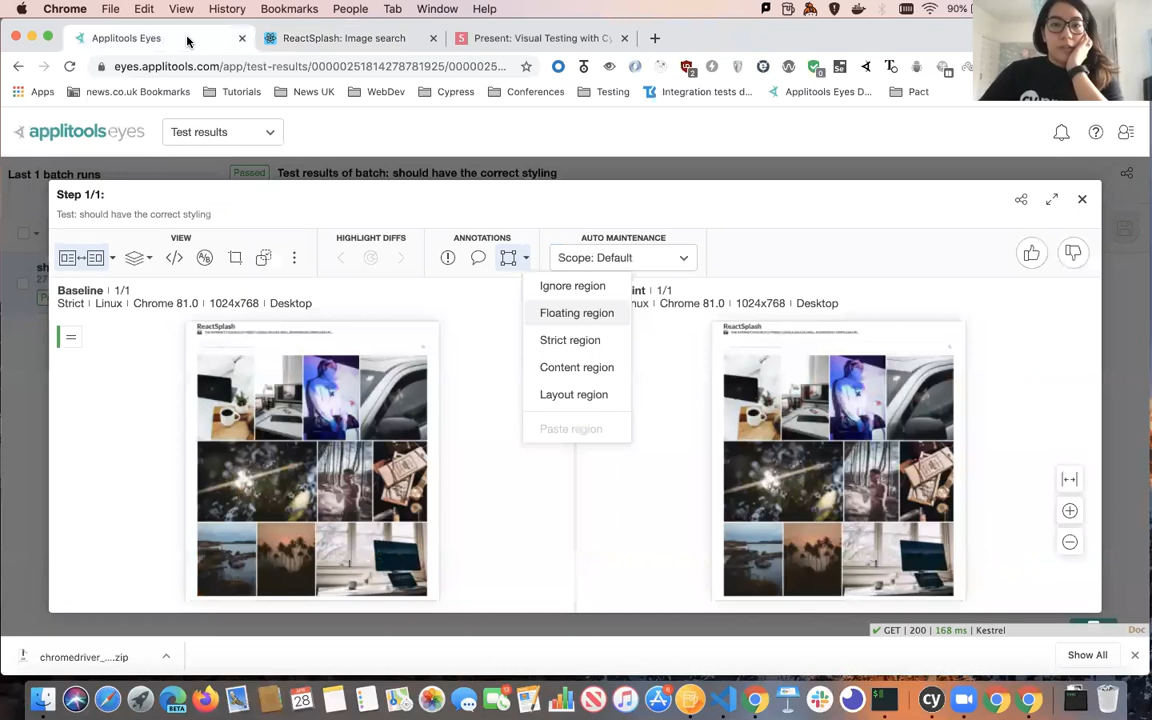 Chrome File Edit View History Bookmarks People Tab Window Help 90%
Applitools Eyes ReactSplash: Image search Present: Visual Testing with Cy
eyes.applitools.com/app/test-results/00000251814278781925/0000025...
Apps news.co.uk Bookmarks Tutorials News UK WebDev Cypress Conferences Testing Integration tests d... Applitools Eyes D... Pact
applitools eyes Test results
Last 1 batch runs Passed Test results of batch: should have the correct styling
Step 1/1:
Test: should have the correct styling
VIEW HIGHLIGHT DIFFS ANNOTATIONS AUTO MAINTENANCE
Scope: Default
Baseline | 1/1
Strict | Linux | Chrome 81.0 | 1024x768 | Desktop
Ignore region
Floating region
Strict region
Content region
Layout region
Paste region
int | 1/1
nux | Chrome 81.0 | 1024x768 | Desktop
ReactSplash
ReactSplash
GET | 200 | 168 ms | Kestrel Doc
chromedriver_....zip Show All